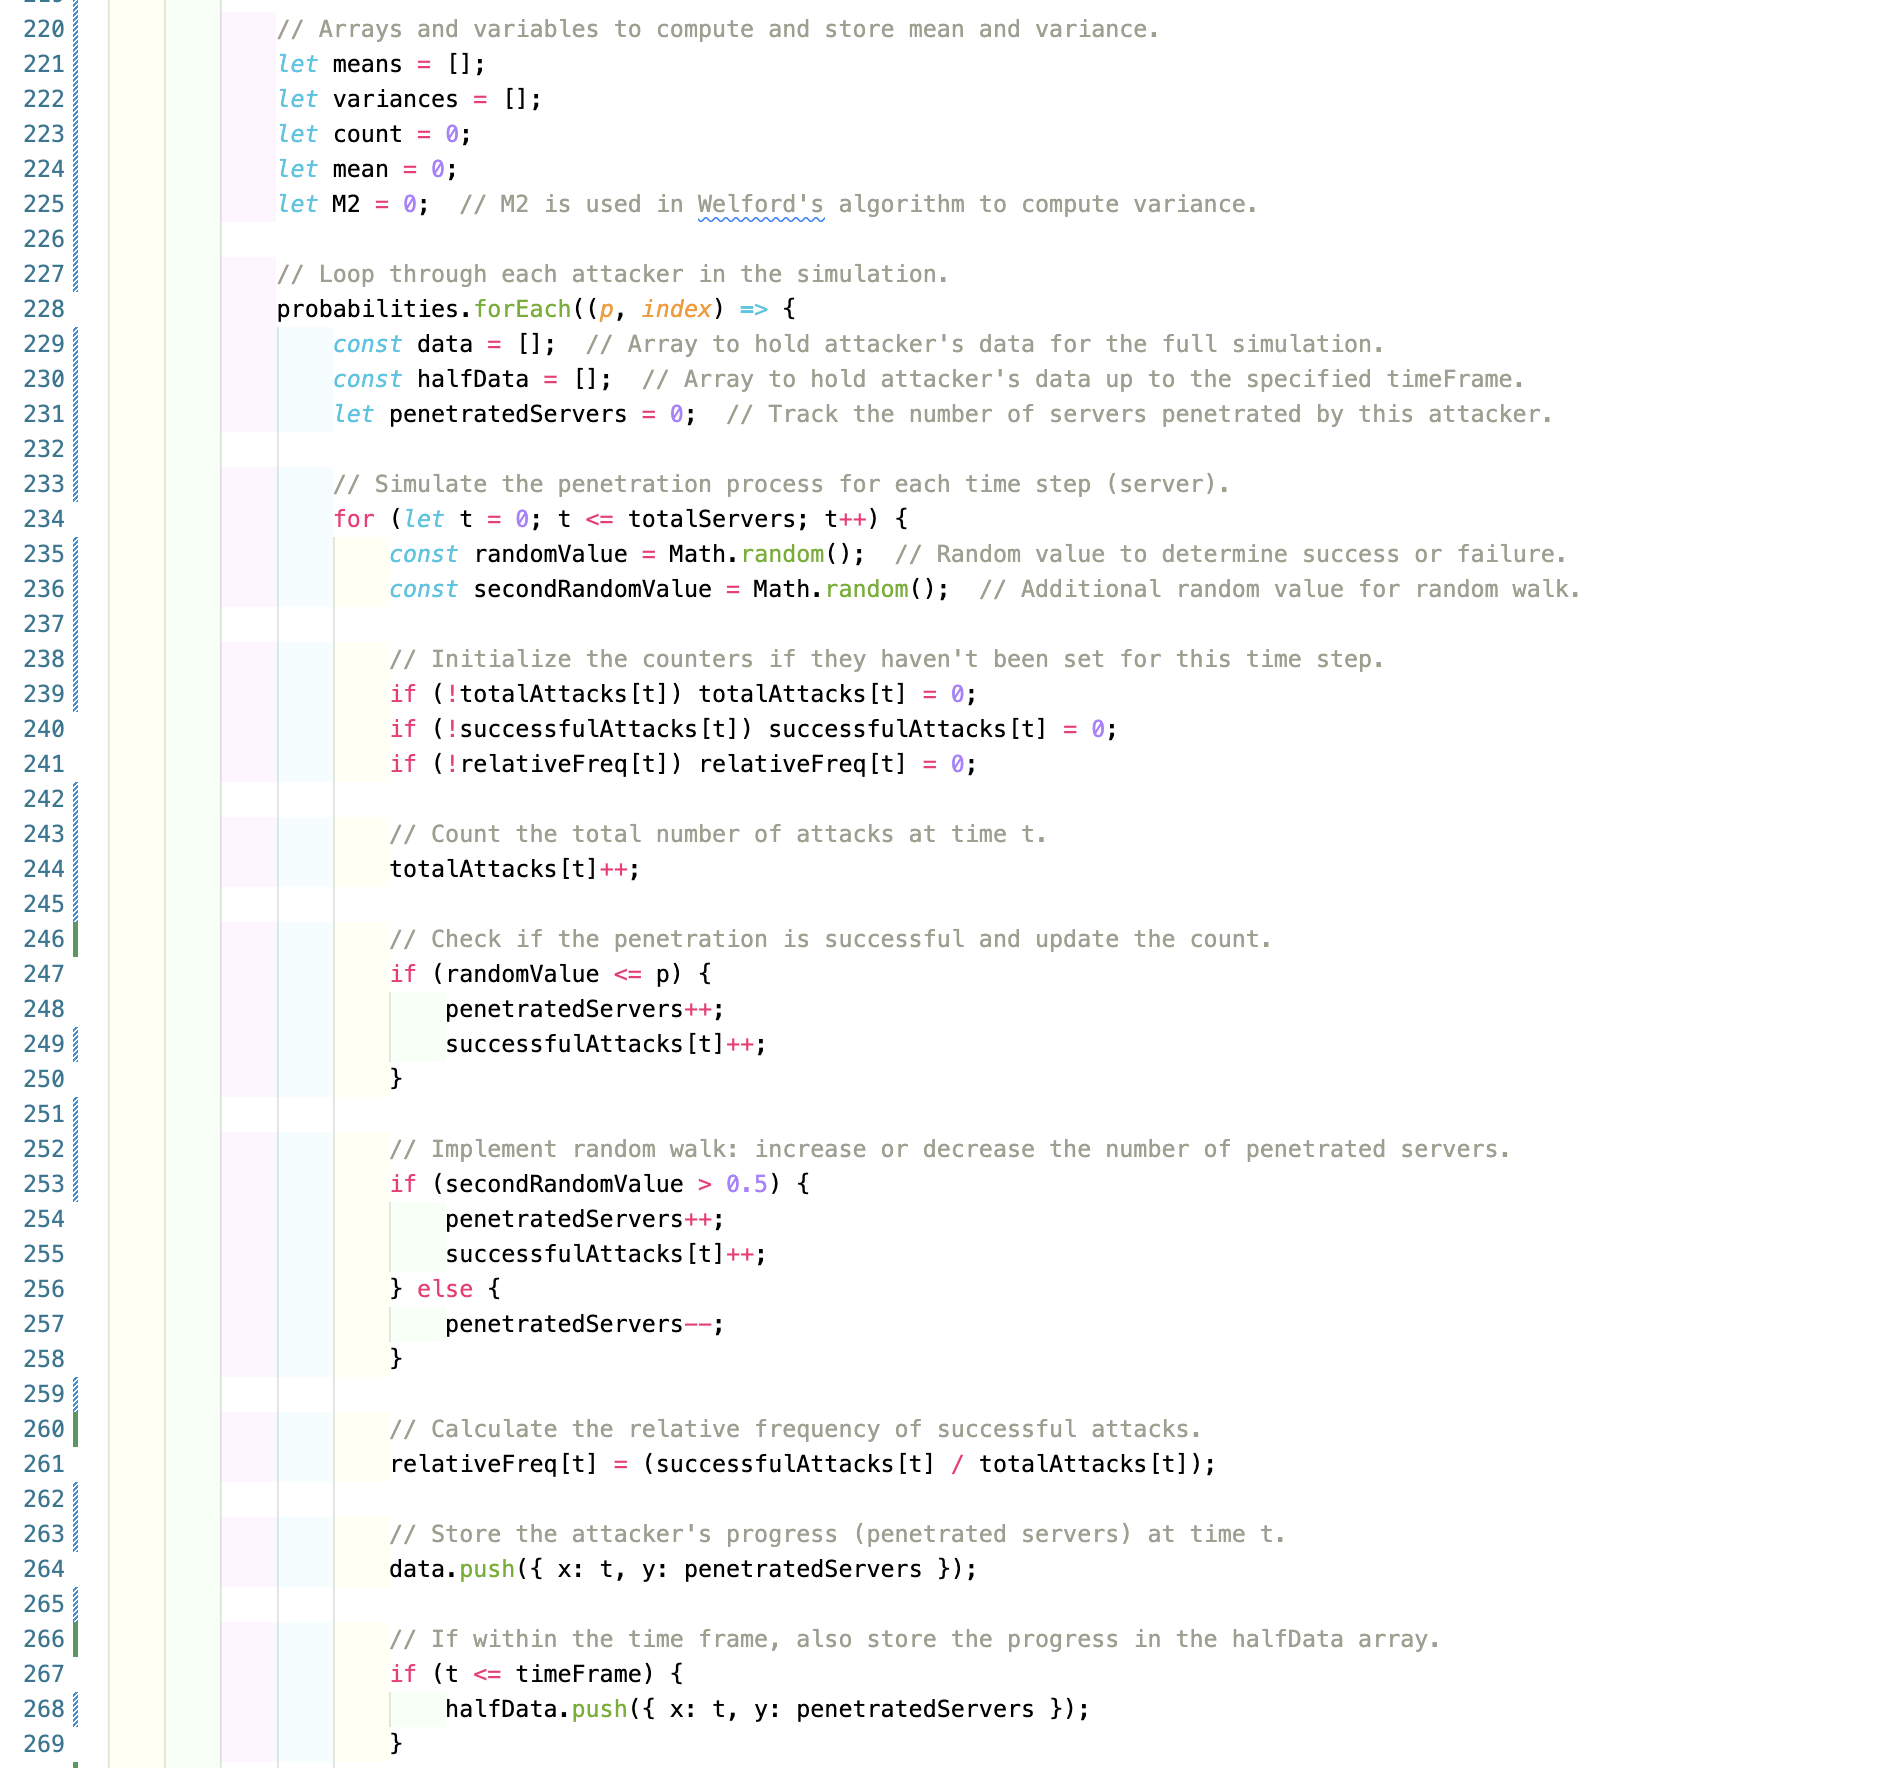 220 // Arrays and variables to compute and store mean and variance.
221 let means = [];
222 let variances = [];
223 let count = 0;
224 let mean = 0;
225 let M2 = 0;  // M2 is used in Welford's algorithm to compute variance.
226
227 // Loop through each attacker in the simulation.
228 probabilities.forEach((p, index) => {
229 const data = [];  // Array to hold attacker's data for the full simulation.
230 const halfData = [];  // Array to hold attacker's data up to the specified timeFrame.
231 let penetratedServers = 0;  // Track the number of servers penetrated by this attacker.
232
233 // Simulate the penetration process for each time step (server).
234 for (let t = 0; t <= totalServers; t++) {
235 const randomValue = Math.random();  // Random value to determine success or failure.
236 const secondRandomValue = Math.random();  // Additional random value for random walk.
237
238 // Initialize the counters if they haven't been set for this time step.
239 if (!totalAttacks[t]) totalAttacks[t] = 0;
240 if (!successfulAttacks[t]) successfulAttacks[t] = 0;
241 if (!relativeFreq[t]) relativeFreq[t] = 0;
242
243 // Count the total number of attacks at time t.
244 totalAttacks[t]++;
245
246 // Check if the penetration is successful and update the count.
247 if (randomValue <= p) {
248 penetratedServers++;
249 successfulAttacks[t]++;
250 }
251
252 // Implement random walk: increase or decrease the number of penetrated servers.
253 if (secondRandomValue > 0.5) {
254 penetratedServers++;
255 successfulAttacks[t]++;
256 } else {
257 penetratedServers--;
258 }
259
260 // Calculate the relative frequency of successful attacks.
261 relativeFreq[t] = (successfulAttacks[t] / totalAttacks[t]);
262
263 // Store the attacker's progress (penetrated servers) at time t.
264 data.push({ x: t, y: penetratedServers });
265
266 // If within the time frame, also store the progress in the halfData array.
267 if (t <= timeFrame) {
268 halfData.push({ x: t, y: penetratedServers });
269 }